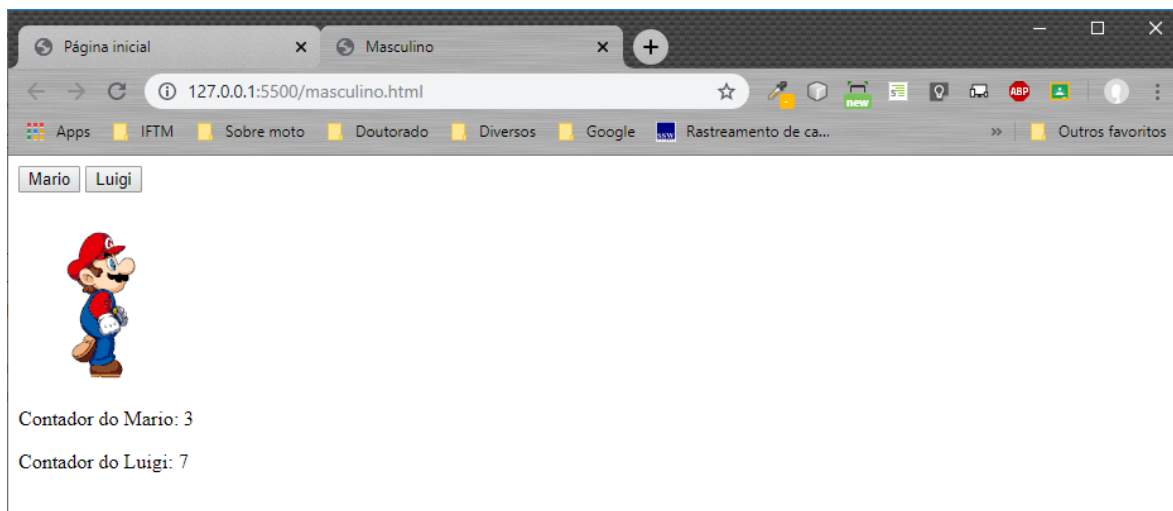 Página inicial Masculino
127.0.0.1:5500/masculino.html new ABP
Apps IFTM Sobre moto Doutorado Diversos Google ssw Rastreamento de ca... » Outros favoritos
Mario Luigi
Contador do Mario: 3
Contador do Luigi: 7